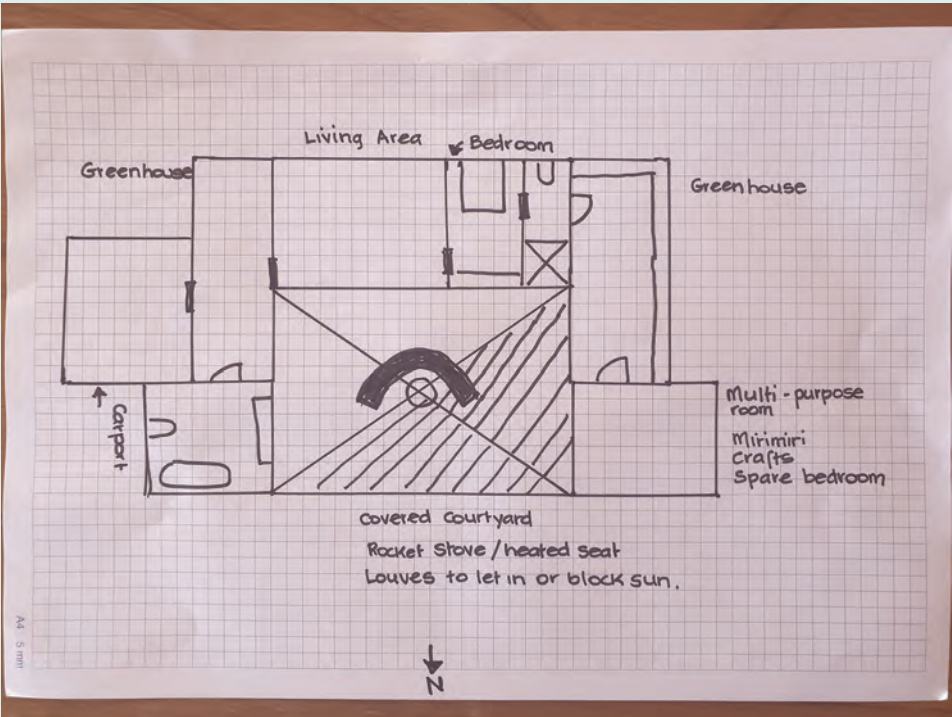 Living Area
Bedroom
Greenhouse
Greenhouse
Carport
Multi-purpose
room
Mirimiri
Crafts
Spare bedroom
Covered Courtyard
Rocket Stove / heated seat
Louves to let in or block sun.
A4 5 mm
N